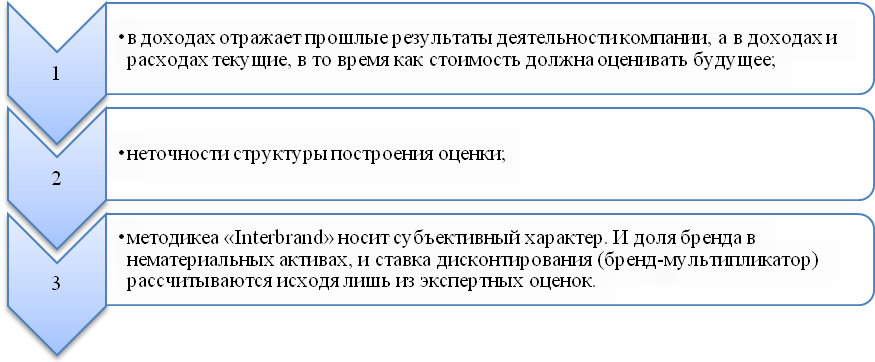 1
•в доходах отражает прошлые результаты деятельности компании, а в доходах и
расходах текущие, в то время как стоимость должна оценивать будущее;
2
•неточности структуры построения оценки;
3
•методикеа «Interbrand» носит субъективный характер. И доля бренда в
нематериальных активах, и ставка дисконтирования (бренд-мультипликатор)
рассчитываются исходя лишь из экспертных оценок.